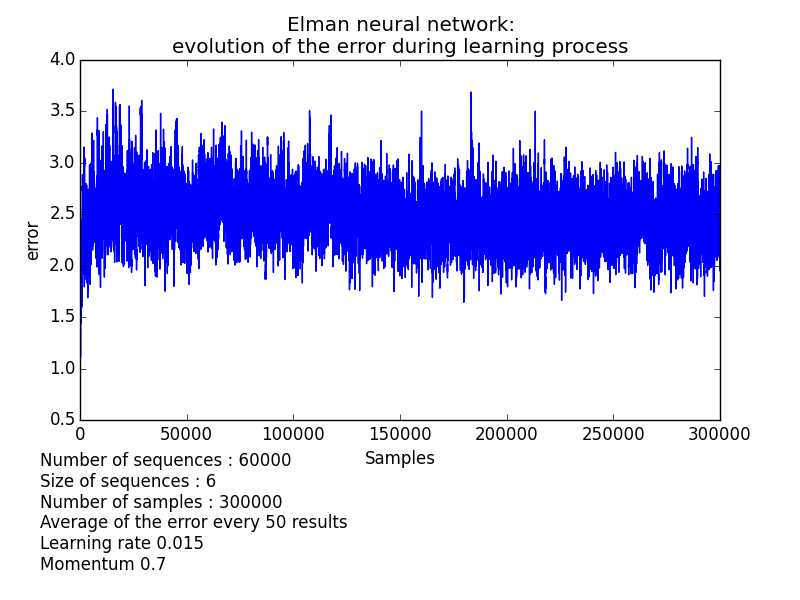 Elman neural network:
evolution of the error during learning process
4.0
3.5
3.0
2.5
2.0
1.5
1.0
0.5
error
0 50000 100000 150000 200000 250000 300000
Samples
Number of sequences : 60000
Size of sequences : 6
Number of samples : 300000
Average of the error every 50 results
Learning rate 0.015
Momentum 0.7